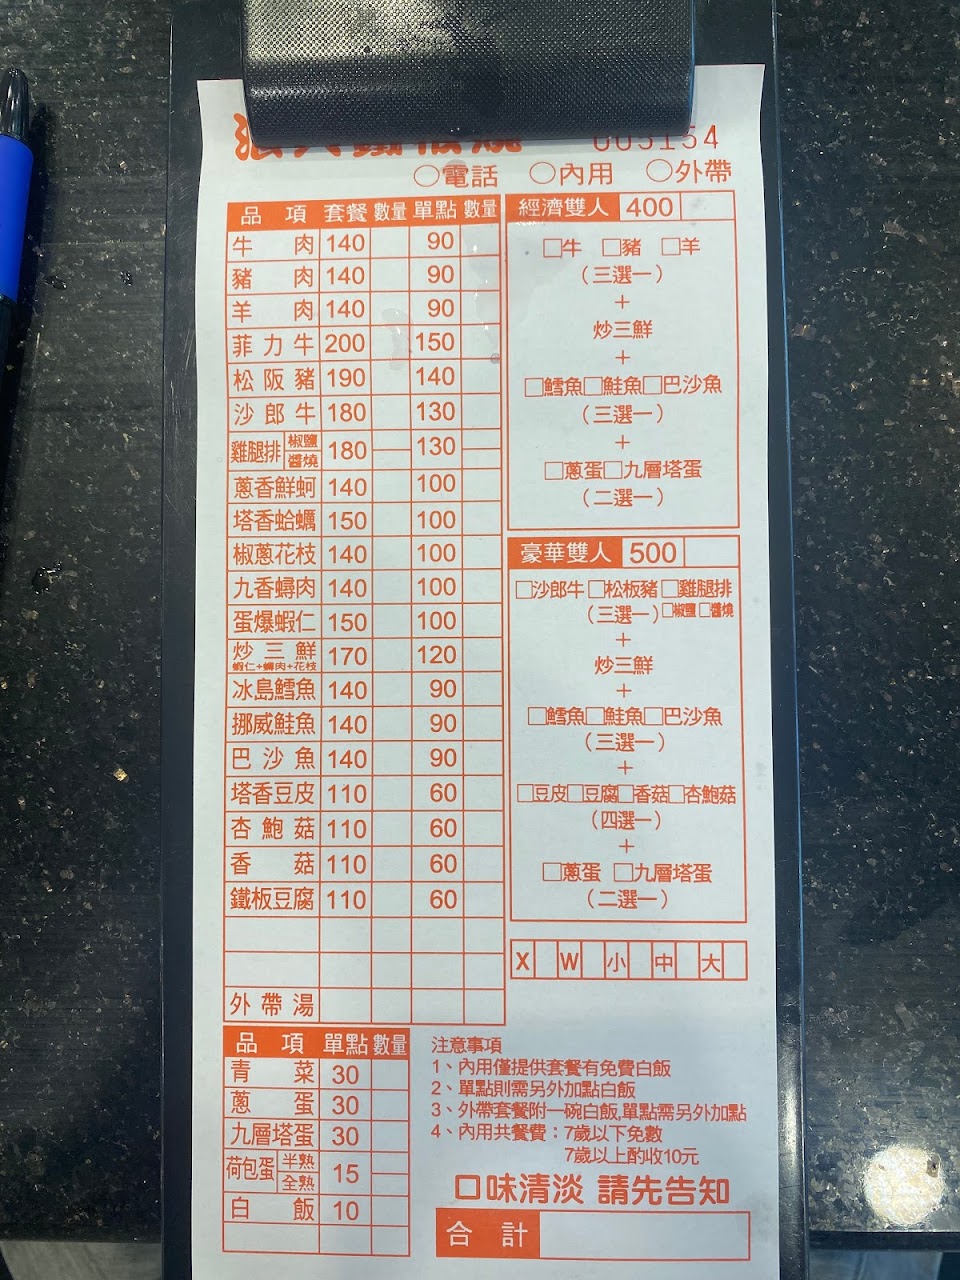 005154
○電話 ○內用 ○外帶
品項 套餐 數量 單點 數量
牛肉 140 90
豬肉 140 90
羊肉 140 90
菲力牛 200 150
松阪豬 190 140
沙郎牛 180 130
雞腿排 椒鹽 醬燒 180 130
蔥香鮮蚵 140 100
塔香蛤蠣 150 100
椒蔥花枝 140 100
九香蟳肉 140 100
蛋爆蝦仁 150 100
炒三鮮 170 120
蝦仁+蟳肉+花枝
冰島鱈魚 140 90
挪威鮭魚 140 90
巴沙魚 140 90
塔香豆皮 110 60
杏鮑菇 110 60
香菇 110 60
鐵板豆腐 110 60
外帶湯
經濟雙人 400
□牛 □豬 □羊
(三選一)
+
炒三鮮
+
□鱈魚□鮭魚□巴沙魚
(三選一)
+
□蔥蛋□九層塔蛋
(二選一)
豪華雙人 500
□沙郎牛 □松板豬 □雞腿排
(三選一) □椒鹽 □醬燒
+
炒三鮮
+
□鱈魚□鮭魚□巴沙魚
(三選一)
+
□豆皮□豆腐□香菇□杏鮑菇
(四選一)
+
□蔥蛋 □九層塔蛋
(二選一)
X W 小 中 大
品項 單點 數量
青菜 30
蔥蛋 30
九層塔蛋 30
荷包蛋 半熟 全熟 15
白飯 10
注意事項
1、內用僅提供套餐有免費白飯
2、單點則需另外加點白飯
3、外帶套餐附一碗白飯,單點需另外加點
4、內用共餐費：7歲以下免數
7歲以上酌收10元
口味清淡 請先告知
合計